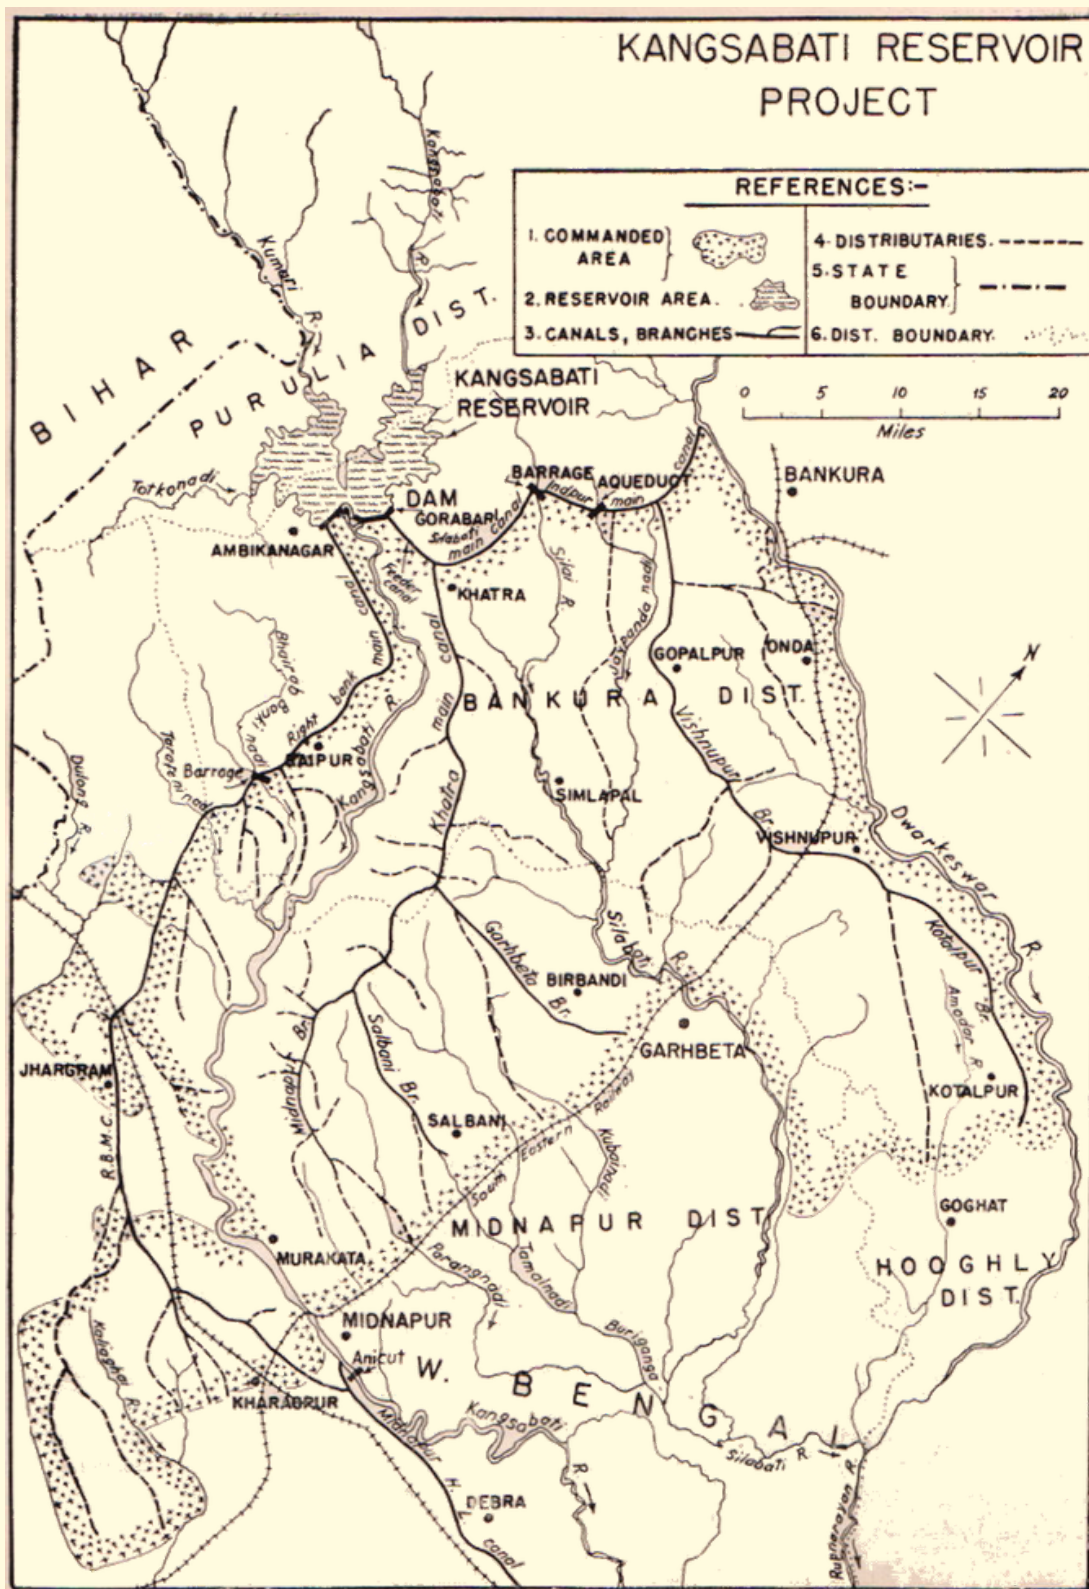 KANGSABATI RESERVOIR
PROJECT
REFERENCES:-
1. COMMANDED
AREA
2. RESERVOIR AREA.
3. CANALS, BRANCHES
4. DISTRIBUTARIES.
5. STATE
BOUNDARY.
6. DIST. BOUNDARY.
0 5 10 15 20
Miles
Kangsabati
R.
Kumari
R.
BIHAR
PURULIA DIST.
KANGSABATI
RESERVOIR
Totkonadi
DAM
GORABARI
AMBIKANAGAR
BARRAGE
AQUEDUCT
Indpur main canal
Silabati
main canal
BANKURA
Feeder
canal
KHATRA
Silai R.
Jaypanda nadi
GOPALPUR
ONDA
N
Bhairab Banki nadi
Tarafeni nadi
Right bank main canal
RAIPUR
Barrage
Kangsabati R.
Khatra main canal
BANKURA DIST.
Vishnupur Br.
SIMLAPAL
VISHNUPUR
Dulong R.
Dwarkeswar R.
Silabati R.
Garhbeta Br.
BIRBANDI
Kotalpur Br.
Amodar R.
GARHBETA
KOTALPUR
JHARGRAM
R.B.M.C.
Midnapur Br.
Salbani Br.
SALBANI
South Eastern Railway
Kubainadi
MIDNAPUR DIST.
GOGHAT
HOOGHLY
DIST.
MURAKATA
Parangnadi
Tamalnadi
Buriganga
MIDNAPUR
Anicut
W. BENGAL
Kaliaghai R.
KHARAGPUR
Kangsabati
R.
Silabati R.
Midnapur H. L. canal
DEBRA
Rupnarayan R.